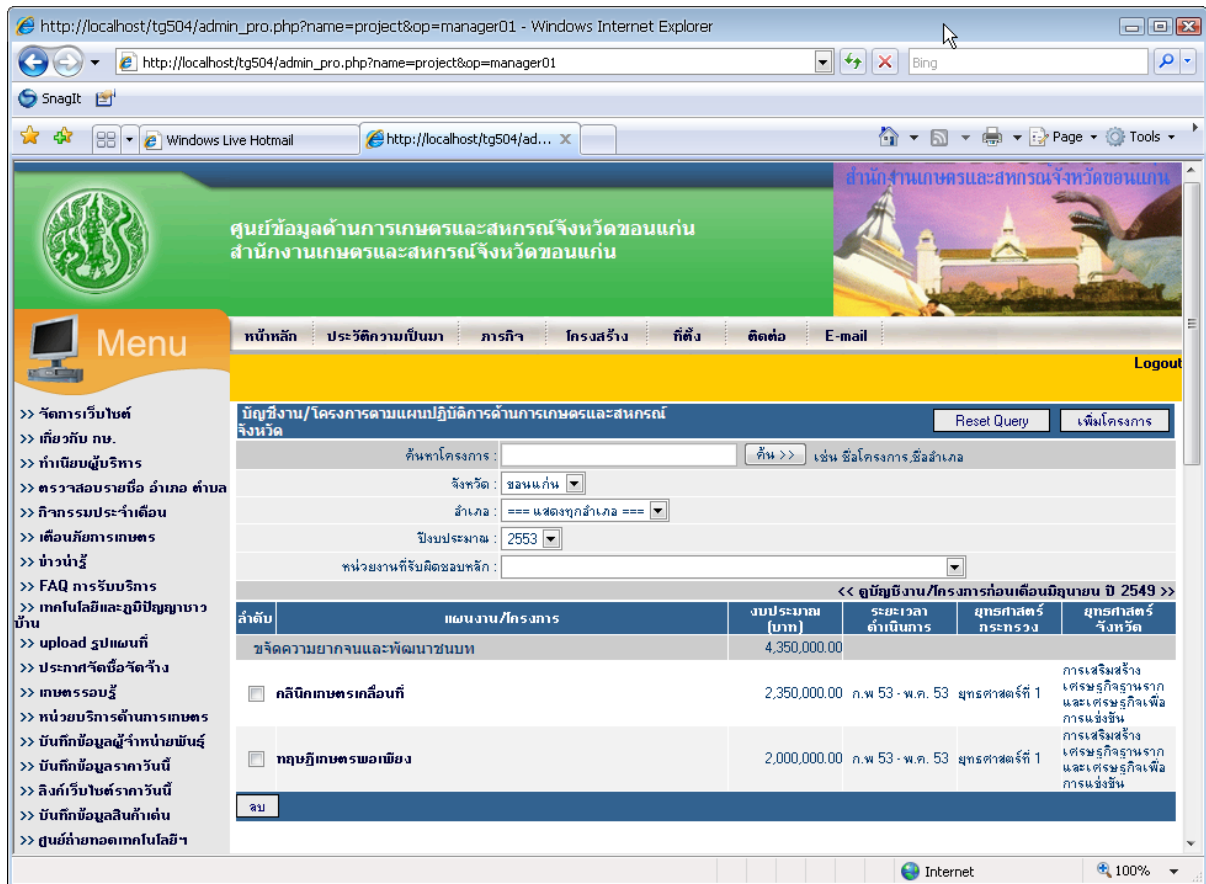 http://localhost/tg504/admin_pro.php?name=project&op=manager01 - Windows Internet Explorer
http://localhost/tg504/admin_pro.php?name=project&op=manager01
Bing
SnagIt
Windows Live Hotmail
http://localhost/tg504/ad...
Page
Tools
สำนักงานเกษตรและสหกรณ์จังหวัดขอนแก่น
ศูนย์ข้อมูลด้านการเกษตรและสหกรณ์จังหวัดขอนแก่น
สำนักงานเกษตรและสหกรณ์จังหวัดขอนแก่น
Menu
หน้าหลัก ประวัติความเป็นมา ภารกิจ โครงสร้าง ที่ตั้ง ติดต่อ E-mail
Logout
>> จัดการเว็บไซต์
>> เกี่ยวกับ กษ.
>> ทำเนียบผู้บริหาร
>> ตรวจสอบรายชื่อ อำเภอ ตำบล
>> กิจกรรมประจำเดือน
>> เตือนภัยการเกษตร
>> ข่าวน่ารู้
>> FAQ การรับบริการ
>> เทคโนโลยีและภูมิปัญญาชาว
บ้าน
>> upload รูปแผนที่
>> ประกาศจัดซื้อจัดจ้าง
>> เกษตรรอบรู้
>> หน่วยบริการด้านการเกษตร
>> บันทึกข้อมูลผู้จำหน่ายพันธุ์
>> บันทึกข้อมูลราคาวันนี้
>> ลิงค์เว็บไซต์ราคาวันนี้
>> บันทึกข้อมูลสินค้าเด่น
>> ศูนย์ถ่ายทอดเทคโนโลยีฯ
บัญชีงาน/โครงการตามแผนปฏิบัติการด้านการเกษตรและสหกรณ์
จังหวัด
Reset Query เพิ่มโครงการ
ค้นหาโครงการ : ค้น >> เช่น ชื่อโครงการ,ชื่ออำเภอ
จังหวัด : ขอนแก่น
อำเภอ : === แสดงทุกอำเภอ ===
ปีงบประมาณ : 2553
หน่วยงานที่รับผิดชอบหลัก :
<< ดูบัญชีงาน/โครงการก่อนเดือนมิถุนายน ปี 2549 >>
ลำดับ แผนงาน/โครงการ งบประมาณ (บาท) ระยะเวลา ดำเนินการ ยุทธศาสตร์ กระทรวง ยุทธศาสตร์ จังหวัด
ขจัดความยากจนและพัฒนาชนบท 4,350,000.00
คลินิกเกษตรเคลื่อนที่ 2,350,000.00 ก.พ 53 - พ.ค. 53 ยุทธศาสตร์ที่ 1
การเสริมสร้าง
เศรษฐกิจฐานราก
และเศรษฐกิจเพื่อ
การแข่งขัน
ทฤษฎีเกษตรพอเพียง 2,000,000.00 ก.พ 53 - พ.ค. 53 ยุทธศาสตร์ที่ 1
การเสริมสร้าง
เศรษฐกิจฐานราก
และเศรษฐกิจเพื่อ
การแข่งขัน
ลบ
Internet
100%